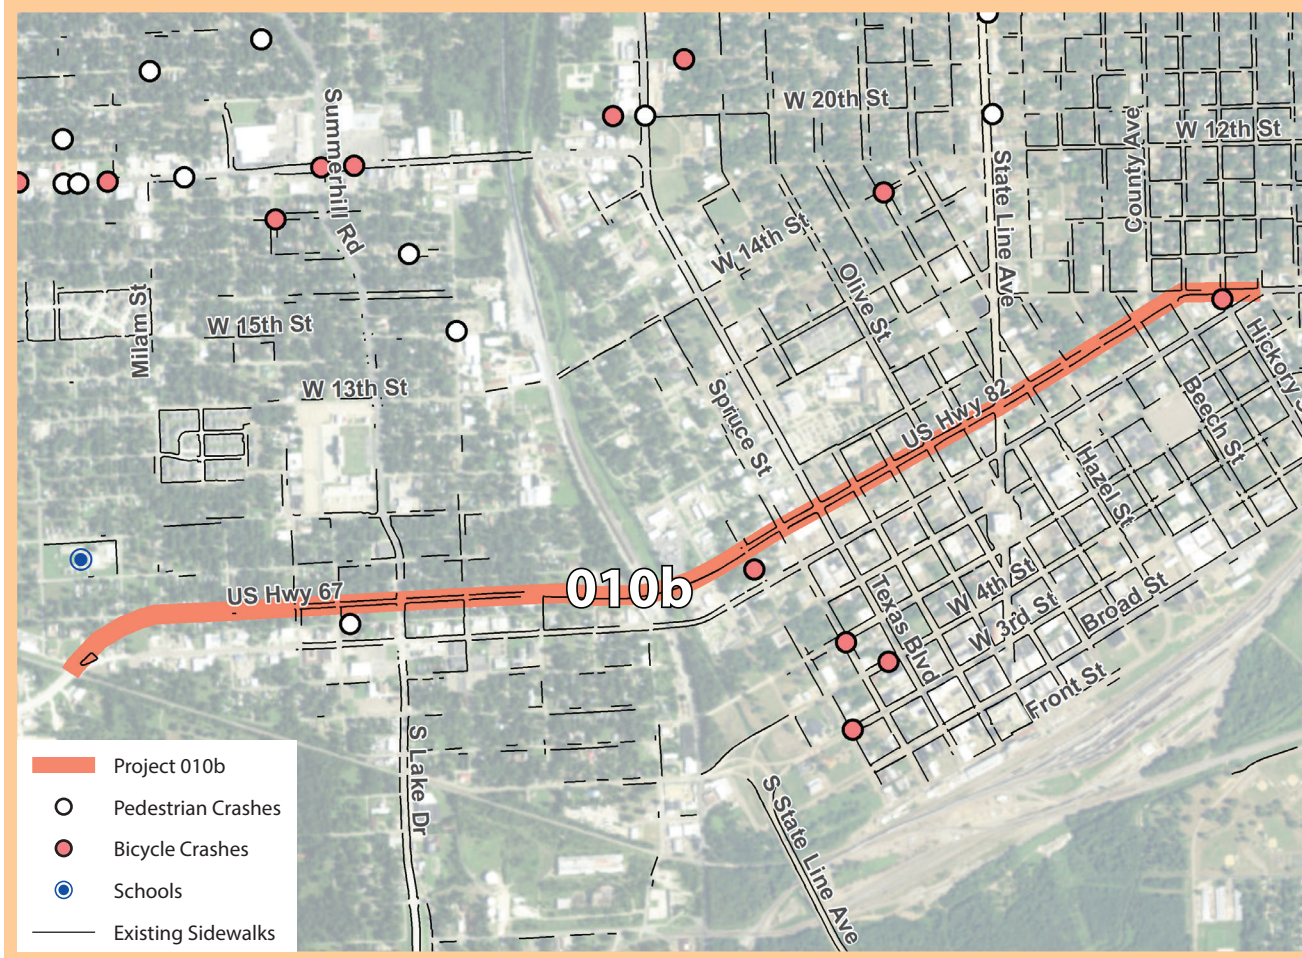 W 20th St
W 12th St
Summerhill Rd
County Ave
State Line Ave
W 14th St
Olive St
Milam St
W 15th St
W 13th St
Spruce St
US Hwy 82
Hickory S
Beech St
Hazel St
US Hwy 67
010b
W 4th St
W 3rd St
Broad St
Texas Blvd
Front St
S Lake Dr
S State Line Ave
Project 010b
Pedestrian Crashes
Bicycle Crashes
Schools
Existing Sidewalks